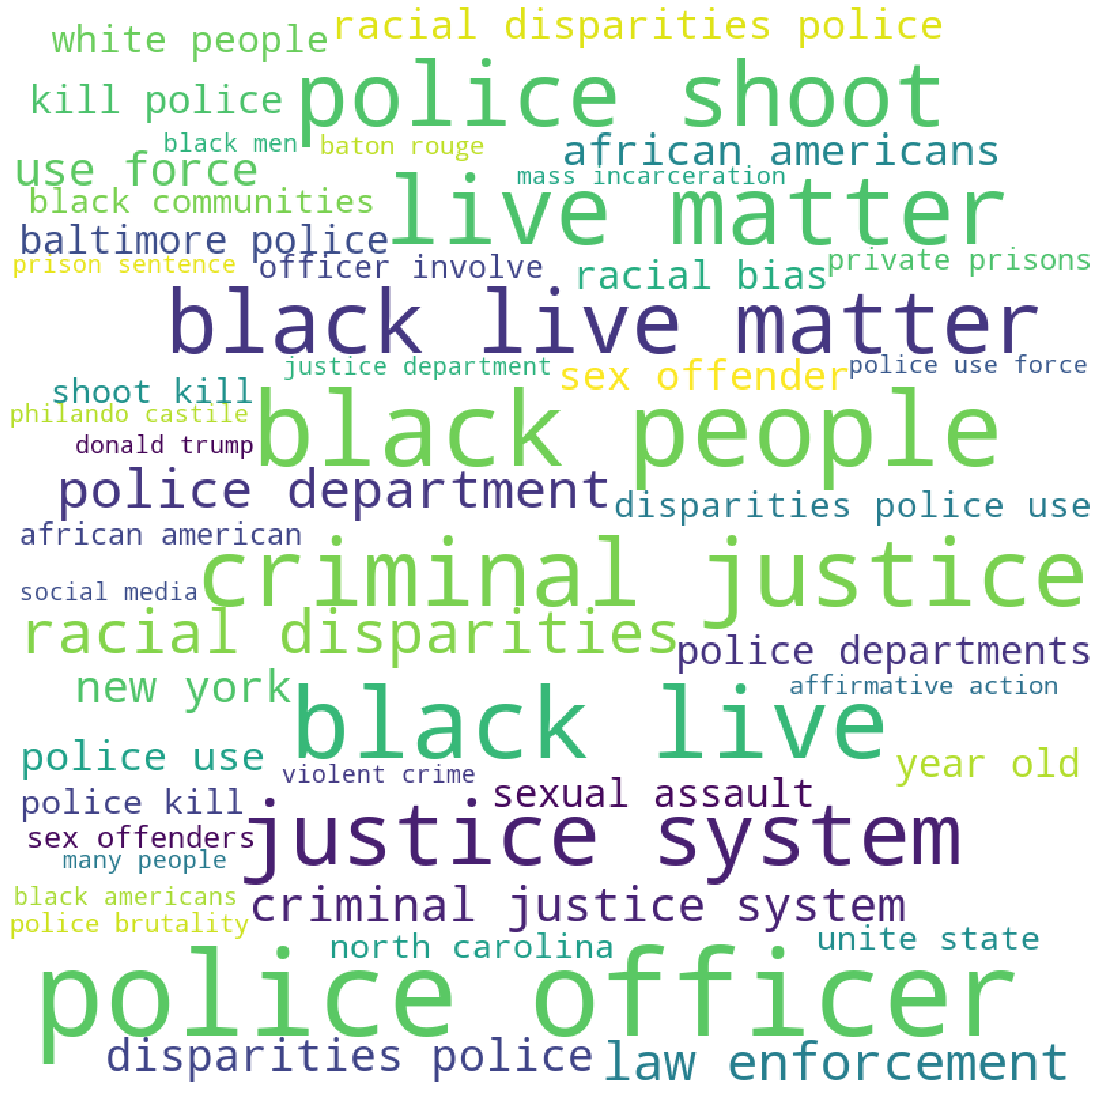 white people racial disparities police
kill police police shoot
black men baton rouge african americans
use force live matter mass incarceration
black communities
baltimore police
prison sentence officer involve racial bias private prisons
black live matter
justice department sex offender police use force
shoot kill
philando castile black people
donald trump
police department disparities police use
african american
criminal justice
social media
racial disparities police departments
new york black live affirmative action
police use year old
violent crime
police kill sexual assault
sex offenders justice system
many people
black americans criminal justice system
police brutality
north carolina unite state
police officer
disparities police law enforcement